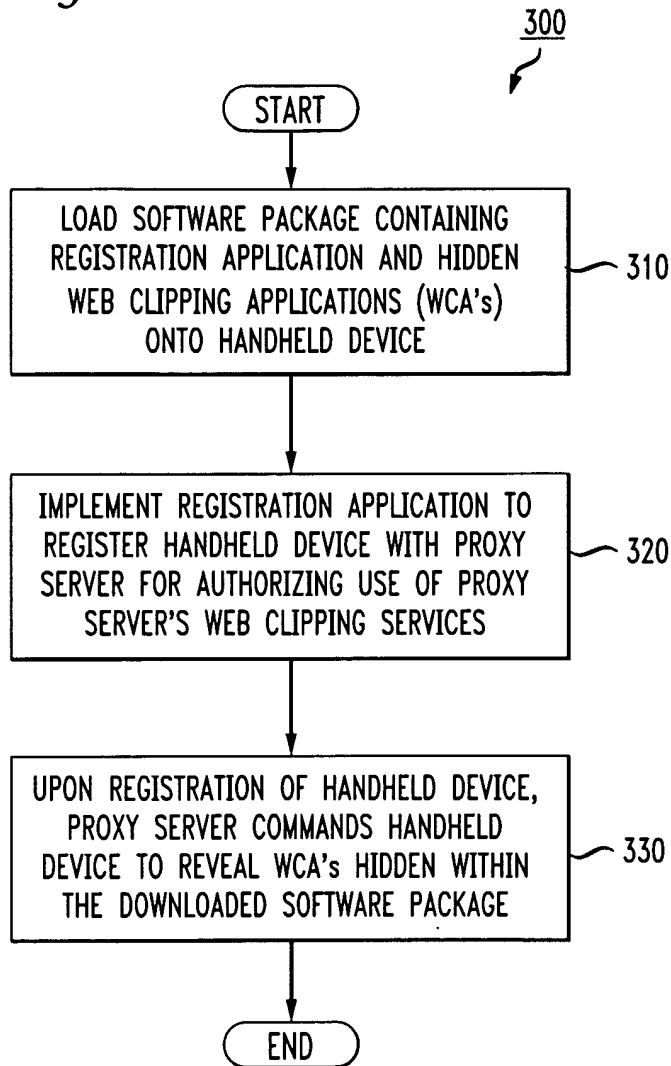 300
START
LOAD SOFTWARE PACKAGE CONTAINING
REGISTRATION APPLICATION AND HIDDEN
WEB CLIPPING APPLICATIONS (WCA's)
ONTO HANDHELD DEVICE
310
IMPLEMENT REGISTRATION APPLICATION TO
REGISTER HANDHELD DEVICE WITH PROXY
SERVER FOR AUTHORIZING USE OF PROXY
SERVER'S WEB CLIPPING SERVICES
320
UPON REGISTRATION OF HANDHELD DEVICE,
PROXY SERVER COMMANDS HANDHELD
DEVICE TO REVEAL WCA's HIDDEN WITHIN
THE DOWNLOADED SOFTWARE PACKAGE
330
END